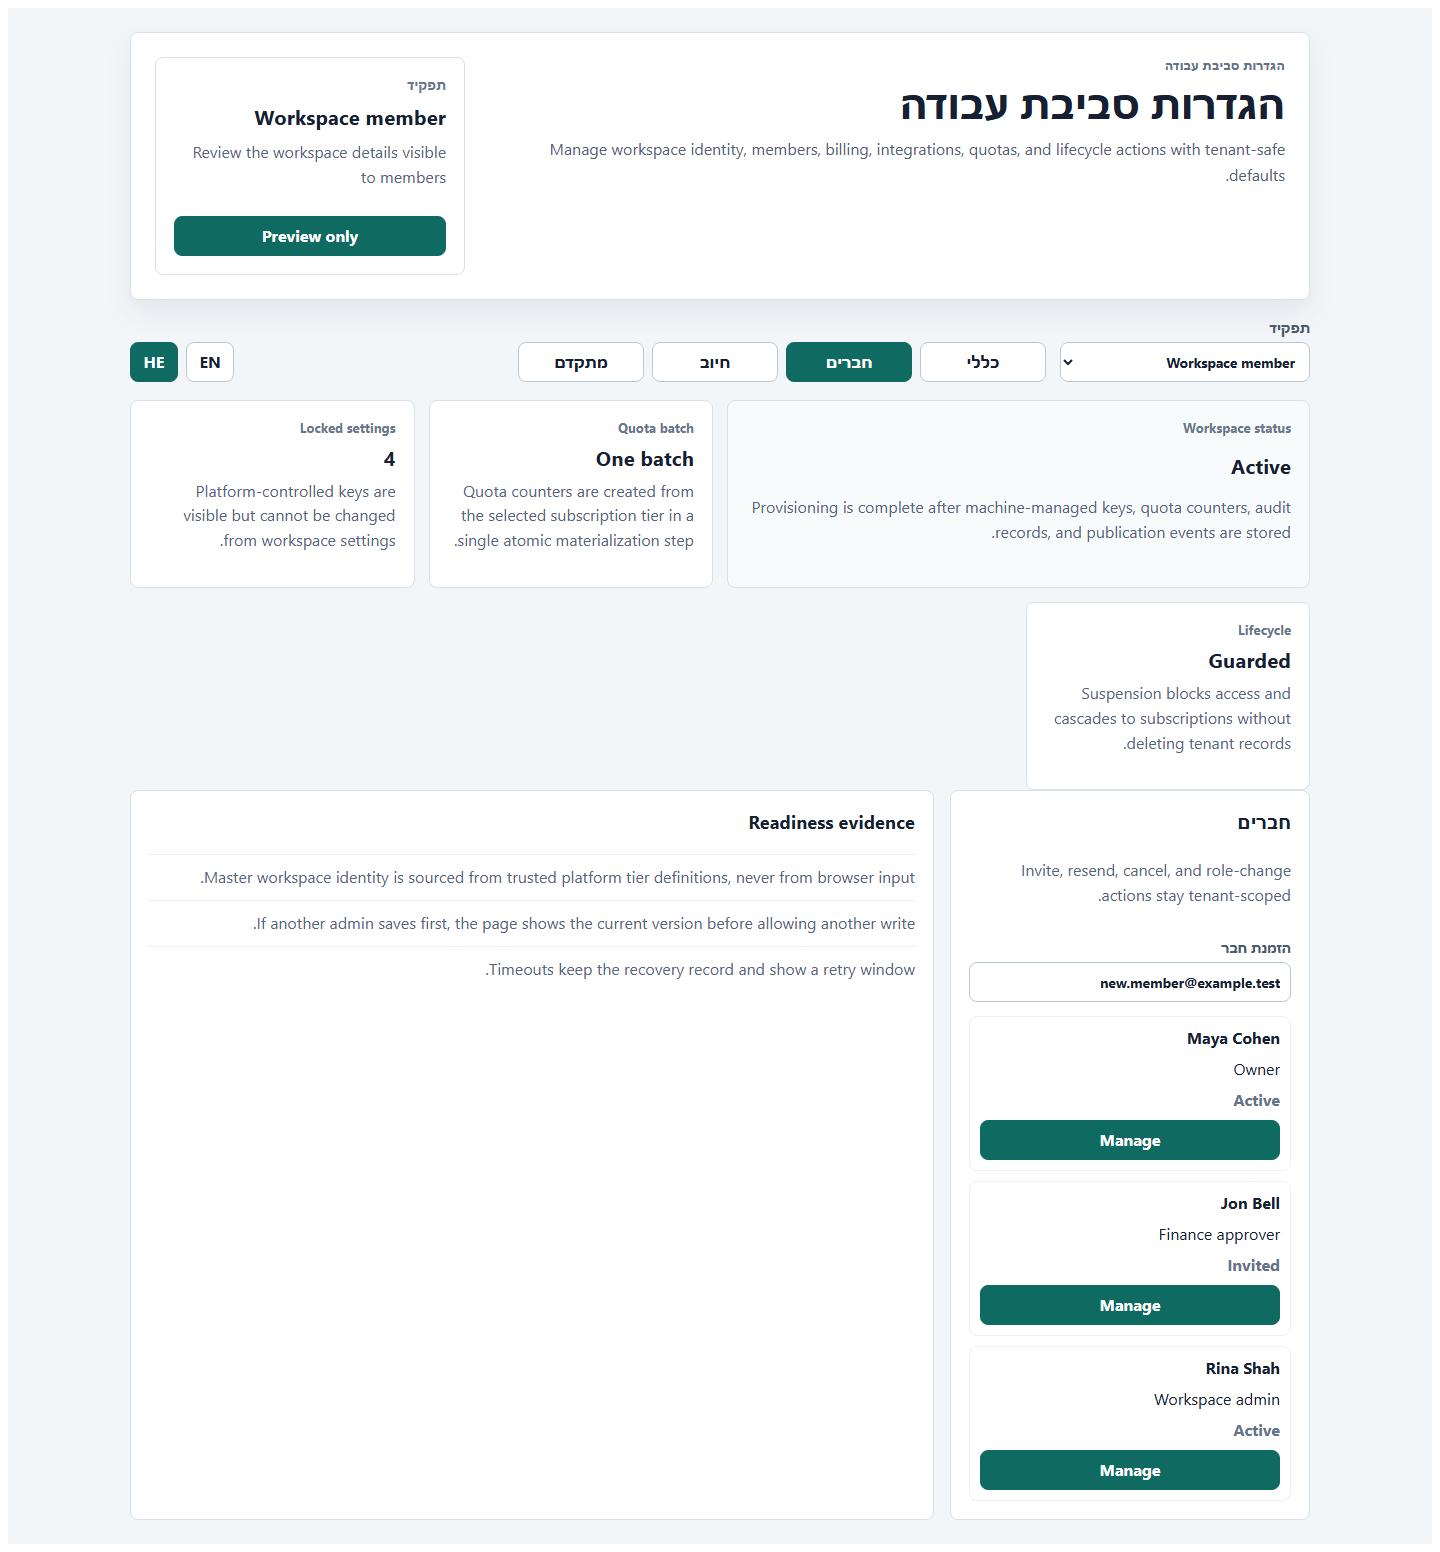 הגדרות סביבת עבודה
הגדרות סביבת עבודה
Manage workspace identity, members, billing, integrations, quotas, and lifecycle actions with tenant-safe
defaults.
תפקיד
Workspace member
Review the workspace details visible
to members
Preview only
תפקיד
Workspace member
כללי
חברים
חיוב
מתקדם
EN
HE
Workspace status
Active
Provisioning is complete after machine-managed keys, quota counters, audit
records, and publication events are stored.
Quota batch
One batch
Quota counters are created from
the selected subscription tier in a
single atomic materialization step.
Locked settings
4
Platform-controlled keys are
visible but cannot be changed
from workspace settings.
Lifecycle
Guarded
Suspension blocks access and
cascades to subscriptions without
deleting tenant records.
חברים
Invite, resend, cancel, and role-change
actions stay tenant-scoped.
הזמנת חבר
new.member@example.test
Maya Cohen
Owner
Active
Manage
Jon Bell
Finance approver
Invited
Manage
Rina Shah
Workspace admin
Active
Manage
Readiness evidence
Master workspace identity is sourced from trusted platform tier definitions, never from browser input.
If another admin saves first, the page shows the current version before allowing another write.
Timeouts keep the recovery record and show a retry window.